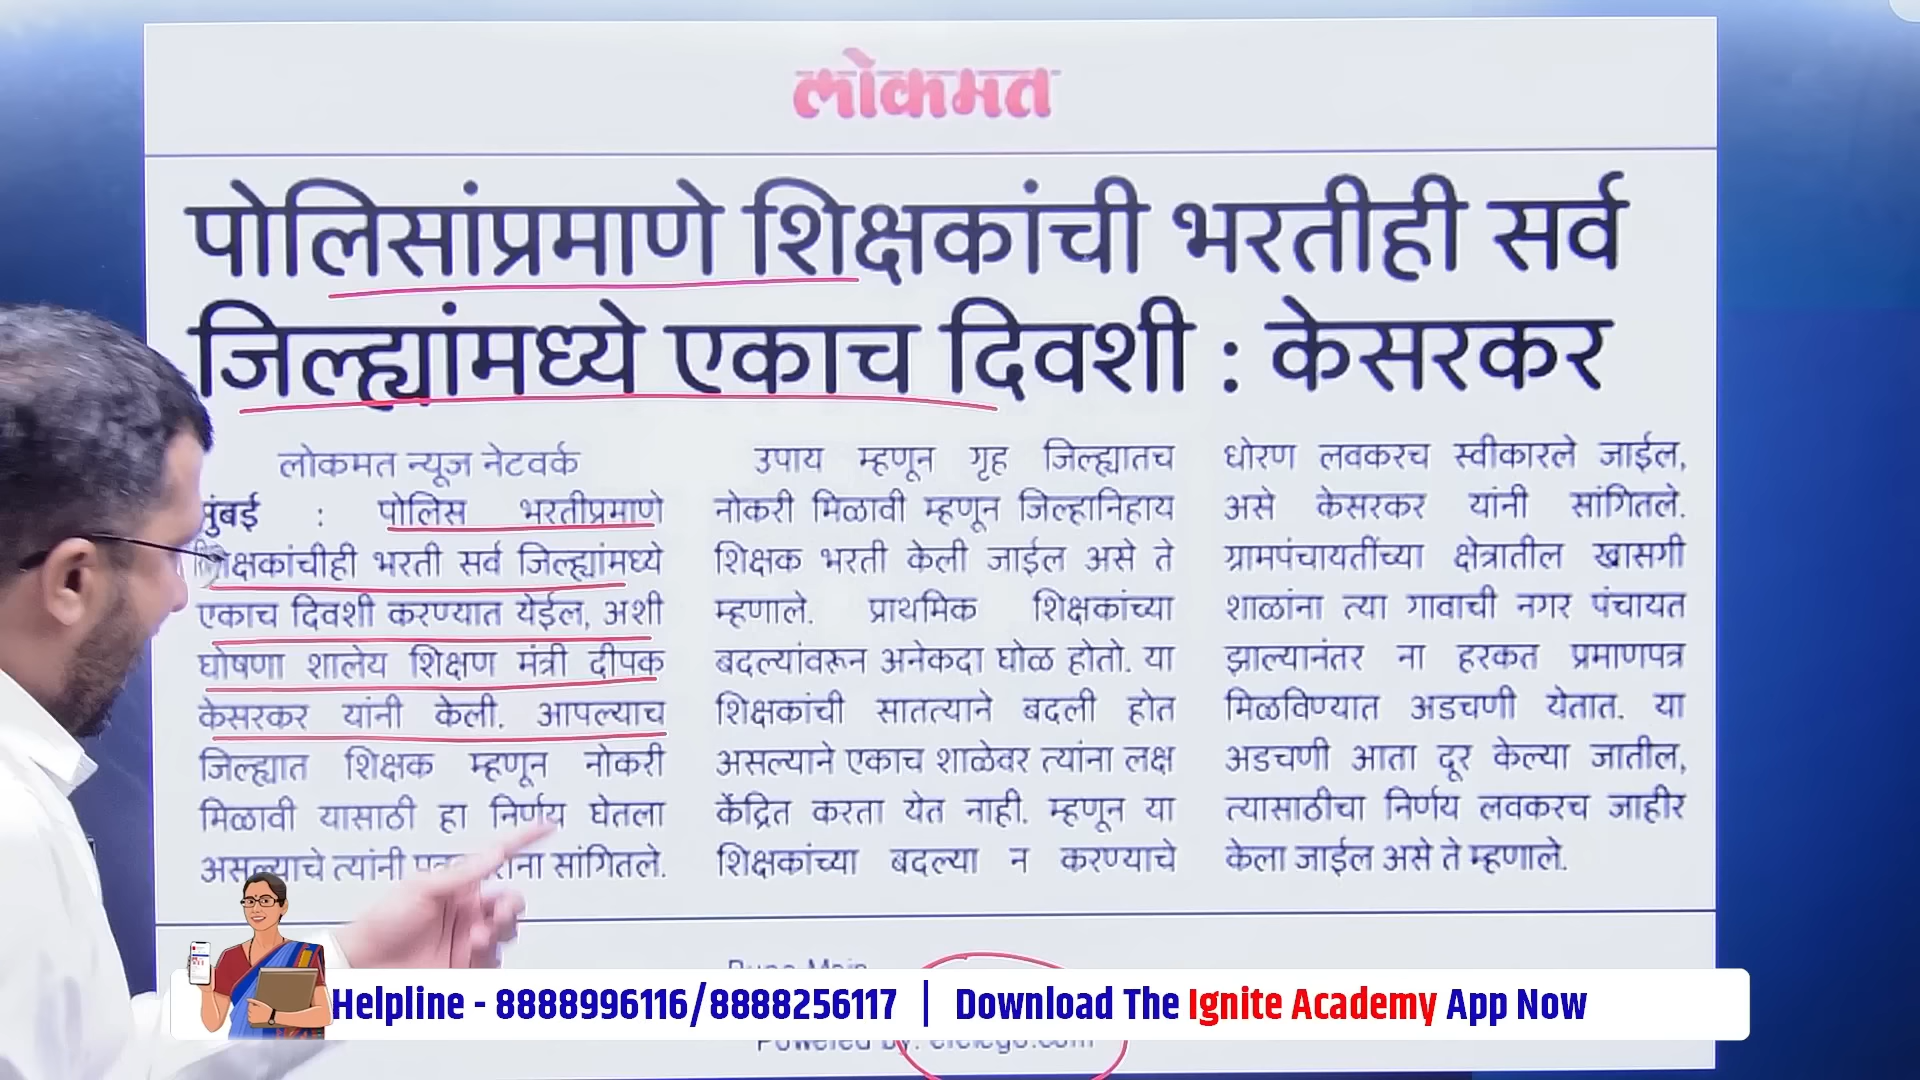 लोकमत
पोलिसांप्रमाणे शिक्षकांची भरतीही सर्व
जिल्ह्यांमध्ये एकाच दिवशी : केसरकर
लोकमत न्यूज नेटवर्क
मुंबई : पोलिस भरतीप्रमाणे
शिक्षकांचीही भरती सर्व जिल्ह्यांमध्ये
एकाच दिवशी करण्यात येईल, अशी
घोषणा शालेय शिक्षण मंत्री दीपक
केसरकर यांनी केली. आपल्याच
जिल्ह्यात शिक्षक म्हणून नोकरी
मिळावी यासाठी हा निर्णय घेतला
असल्याचे त्यांनी सांगितले.
उपाय म्हणून गृह जिल्ह्यातच
नोकरी मिळावी म्हणून जिल्हानिहाय
शिक्षक भरती केली जाईल असे ते
म्हणाले. प्राथमिक शिक्षकांच्या
बदल्यांवरून अनेकदा घोळ होतो. या
शिक्षकांची सातत्याने बदली होत
असल्याने एकाच शाळेवर त्यांना लक्ष
केंद्रित करता येत नाही. म्हणून या
शिक्षकांच्या बदल्या न करण्याचे
धोरण लवकरच स्वीकारले जाईल,
असे केसरकर यांनी सांगितले.
ग्रामपंचायतींच्या क्षेत्रातील खासगी
शाळांना त्या गावाची नगर पंचायत
झाल्यानंतर ना हरकत प्रमाणपत्र
मिळविण्यात अडचणी येतात. या
अडचणी आता दूर केल्या जातील,
त्यासाठीचा निर्णय लवकरच जाहीर
केला जाईल असे ते म्हणाले.
Helpline - 8888996116/8888256117 | Download The Ignite Academy App Now
Powered by: